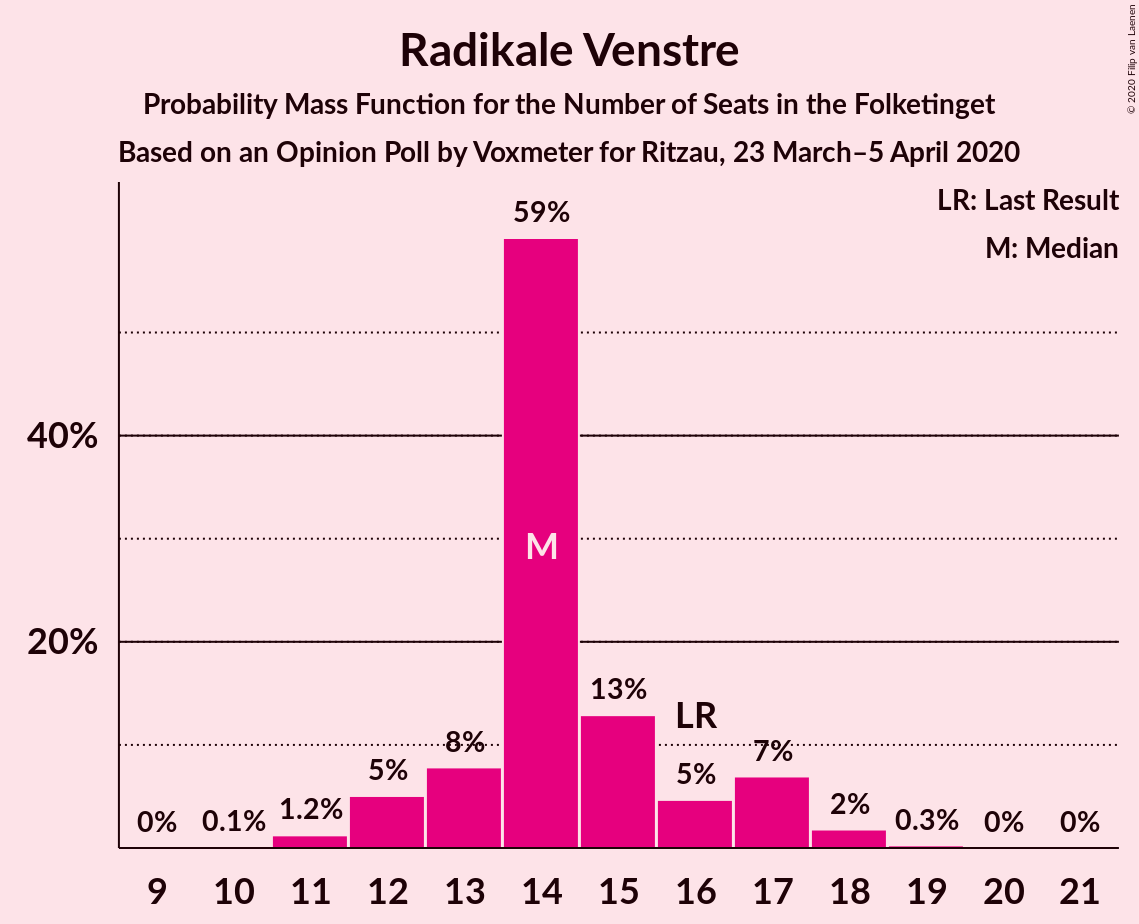 Radikale Venstre
Probability Mass Function for the Number of Seats in the Folketinget
Based on an Opinion Poll by Voxmeter for Ritzau, 23 March–5 April 2020
© 2020 Filip van Laenen
LR: Last Result
M: Median
59%
40%
M
20%
13%
LR
8%
7%
5%
5%
2%
1.2%
0%
0.1%
0.3%
0%
0%
9 10 11 12 13 14 15 16 17 18 19 20 21